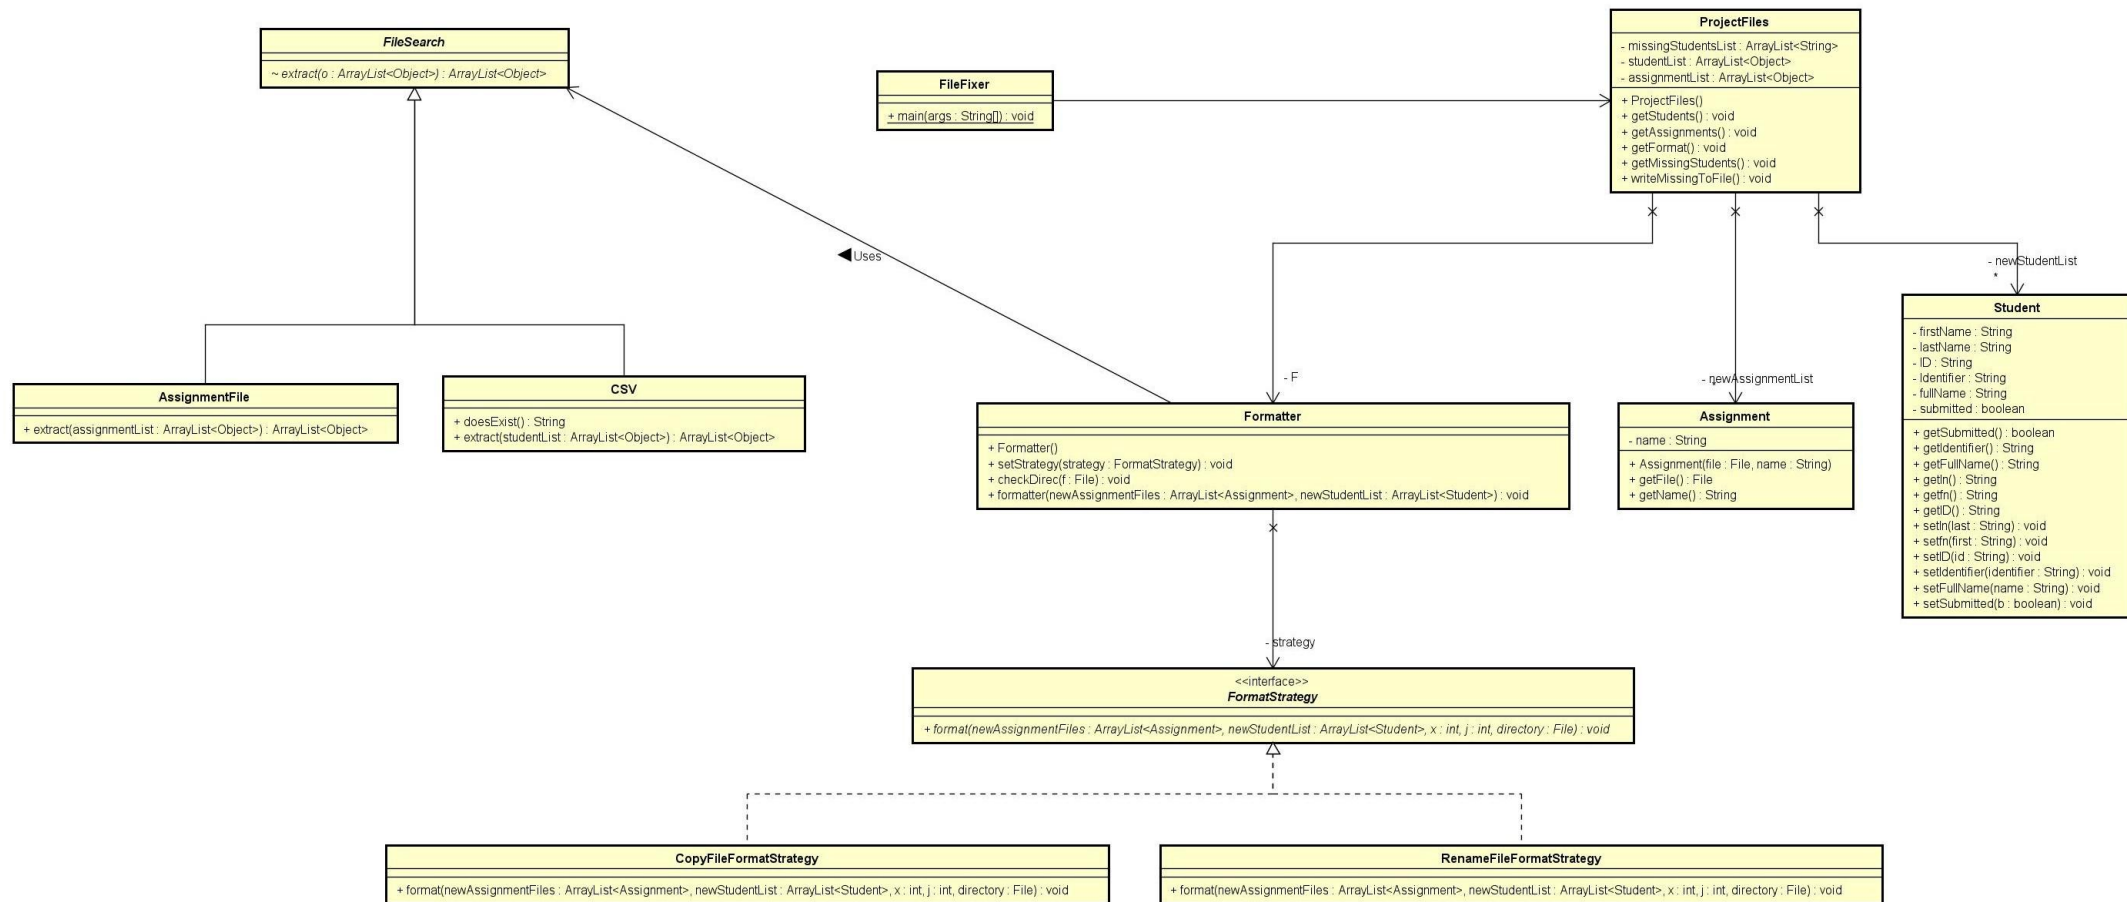 FileSearch
~ extract(o : ArrayList<Object>) : ArrayList<Object>
FileFixer
+ main(args : String[]) : void
ProjectFiles
- missingStudentsList : ArrayList<String>
- studentList : ArrayList<Object>
- assignmentList : ArrayList<Object>
+ ProjectFiles()
+ getStudents() : void
+ getAssignments() : void
+ getFormat() : void
+ getMissingStudents() : void
+ writeMissingToFile() : void
Uses
- newStudentList
*
- F
- newAssignmentList
*
AssignmentFile
+ extract(assignmentList : ArrayList<Object>) : ArrayList<Object>
CSV
+ doesExist() : String
+ extract(studentList : ArrayList<Object>) : ArrayList<Object>
Formatter
+ Formatter()
+ setStrategy(strategy : FormatStrategy) : void
+ checkDirec(f : File) : void
+ formatter(newAssignmentFiles : ArrayList<Assignment>, newStudentList : ArrayList<Student>) : void
Assignment
- name : String
+ Assignment(file : File, name : String)
+ getFile() : File
+ getName() : String
Student
- firstName : String
- lastName : String
- ID : String
- Identifier : String
- fullName : String
- submitted : boolean
+ getSubmitted() : boolean
+ getIdentifier() : String
+ getFullName() : String
+ getln() : String
+ getfn() : String
+ getID() : String
+ setln(last : String) : void
+ setfn(first : String) : void
+ setID(id : String) : void
+ setIdentifier(identifier : String) : void
+ setFullName(name : String) : void
+ setSubmitted(b : boolean) : void
- strategy
<<interface>>
FormatStrategy
+ format(newAssignmentFiles : ArrayList<Assignment>, newStudentList : ArrayList<Student>, x : int, j : int, directory : File) : void
CopyFileFormatStrategy
+ format(newAssignmentFiles : ArrayList<Assignment>, newStudentList : ArrayList<Student>, x : int, j : int, directory : File) : void
RenameFileFormatStrategy
+ format(newAssignmentFiles : ArrayList<Assignment>, newStudentList : ArrayList<Student>, x : int, j : int, directory : File) : void